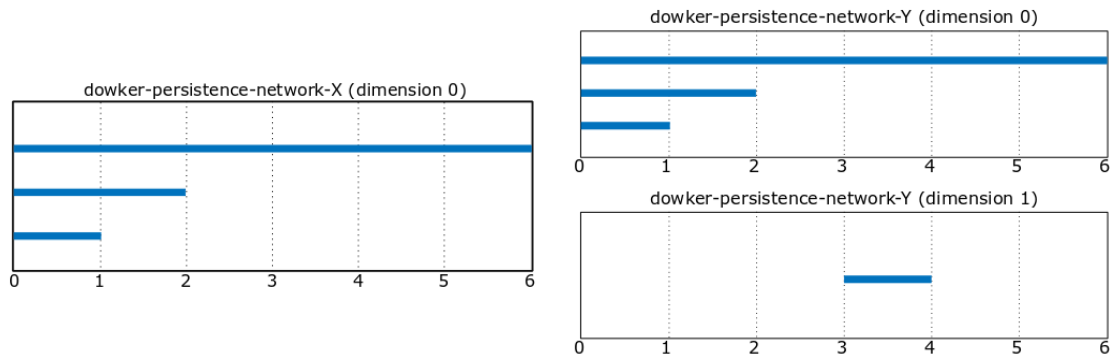 dowker-persistence-network-X (dimension 0)
0 1 2 3 4 5 6
dowker-persistence-network-Y (dimension 0)
0 1 2 3 4 5 6
dowker-persistence-network-Y (dimension 1)
0 1 2 3 4 5 6